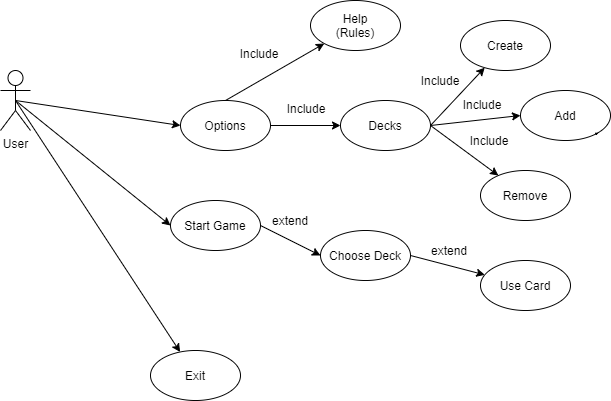 Help
(Rules)
Include
Create
Include
Include
Include
Add
User
Options
Decks
Include
Remove
Start Game
extend
Choose Deck
extend
Use Card
Exit